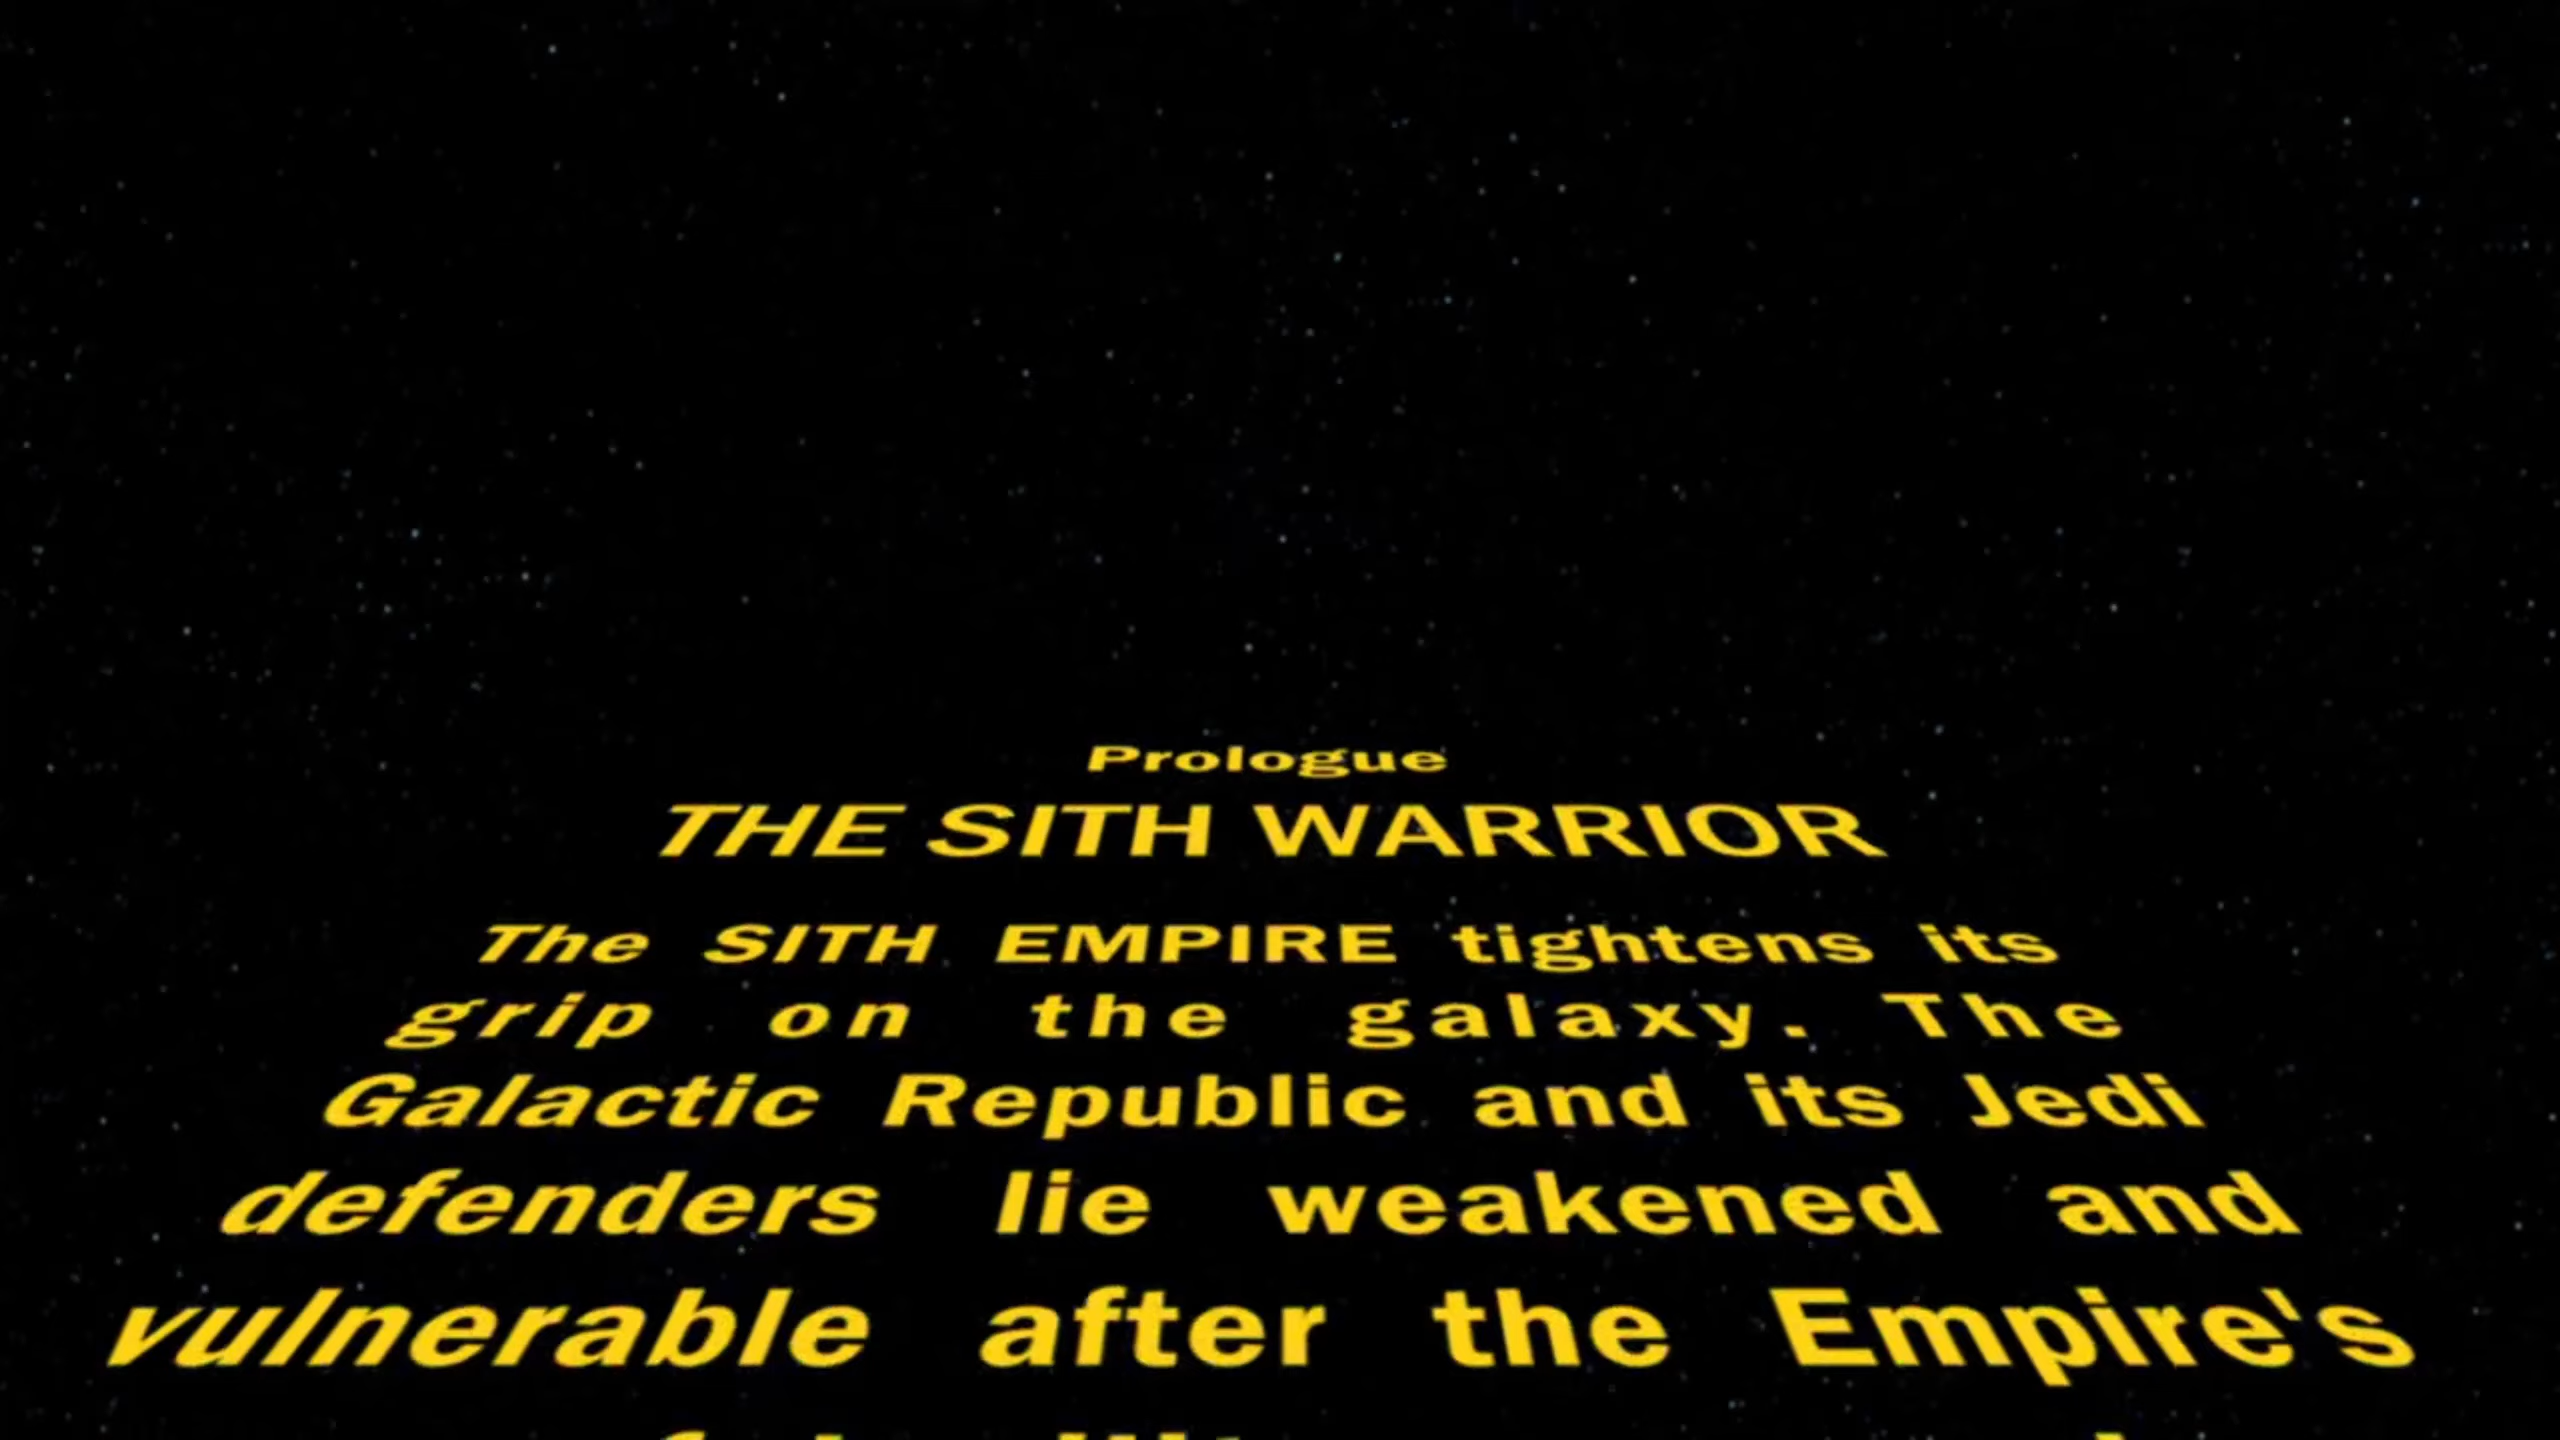 Prologue
THE SITH WARRIOR
The SITH EMPIRE tightens its
grip on the galaxy. The
Galactic Republic and its Jedi
defenders lie weakened and
vulnerable after the Empire's